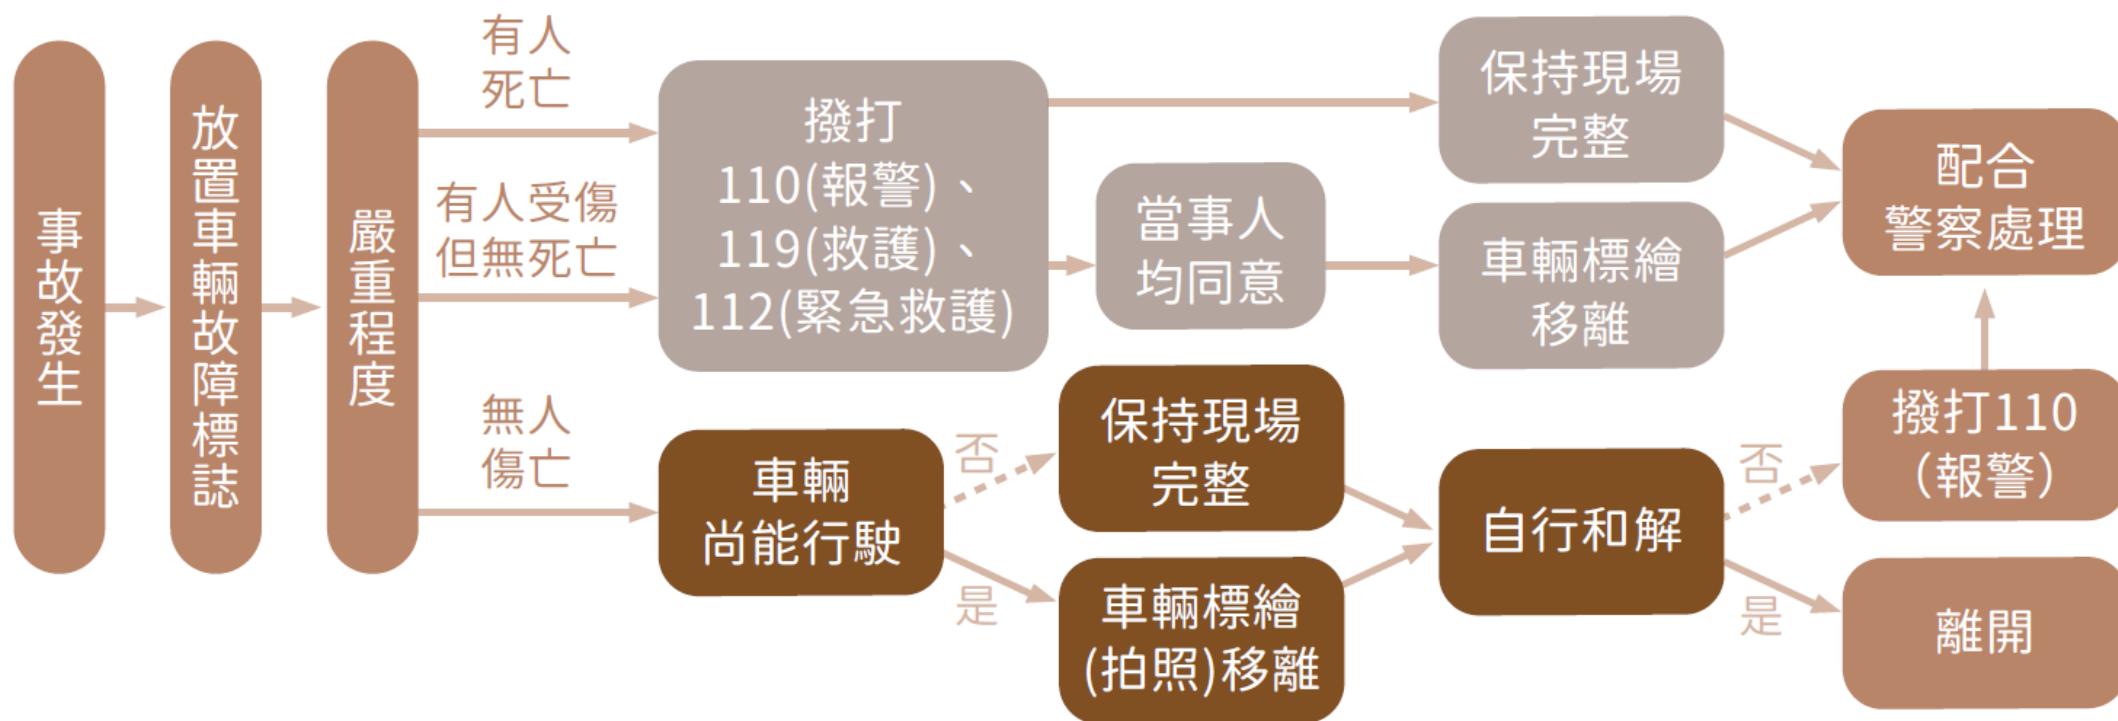 事故發生
放置車輛故障標誌
嚴重程度
有人
死亡
有人受傷
但無死亡
無人
傷亡
撥打
110(報警)、
119(救護)、
112(緊急救護)
當事人
均同意
保持現場
完整
車輛標繪
移離
配合
警察處理
車輛
尚能行駛
否
是
保持現場
完整
車輛標繪
(拍照)移離
自行和解
否
是
撥打110
（報警）
離開